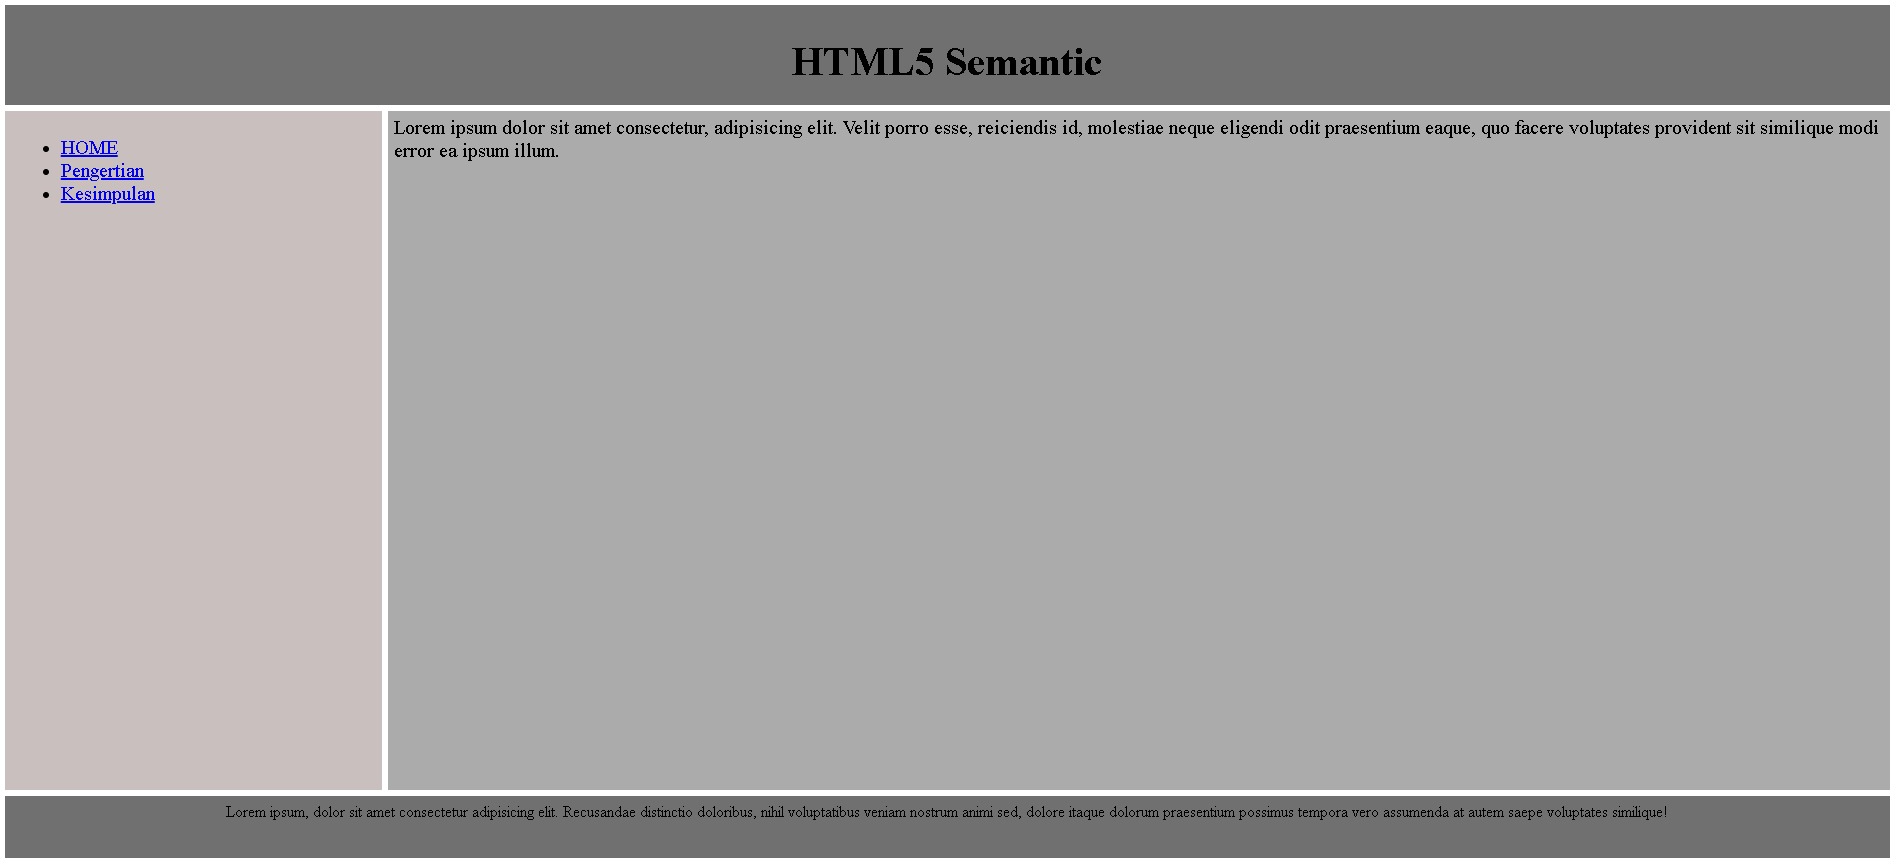 HTML5 Semantic
HOME
Pengertian
Kesimpulan
Lorem ipsum dolor sit amet consectetur, adipisicing elit. Velit porro esse, reiciendis id, molestiae neque eligendi odit praesentium eaque, quo facere voluptates provident sit similique modi
error ea ipsum illum.
Lorem ipsum, dolor sit amet consectetur adipisicing elit. Recusandae distinctio doloribus, nihil voluptatibus veniam nostrum animi sed, dolore itaque dolorum praesentium possimus tempora vero assumenda at autem saepe voluptates similique!